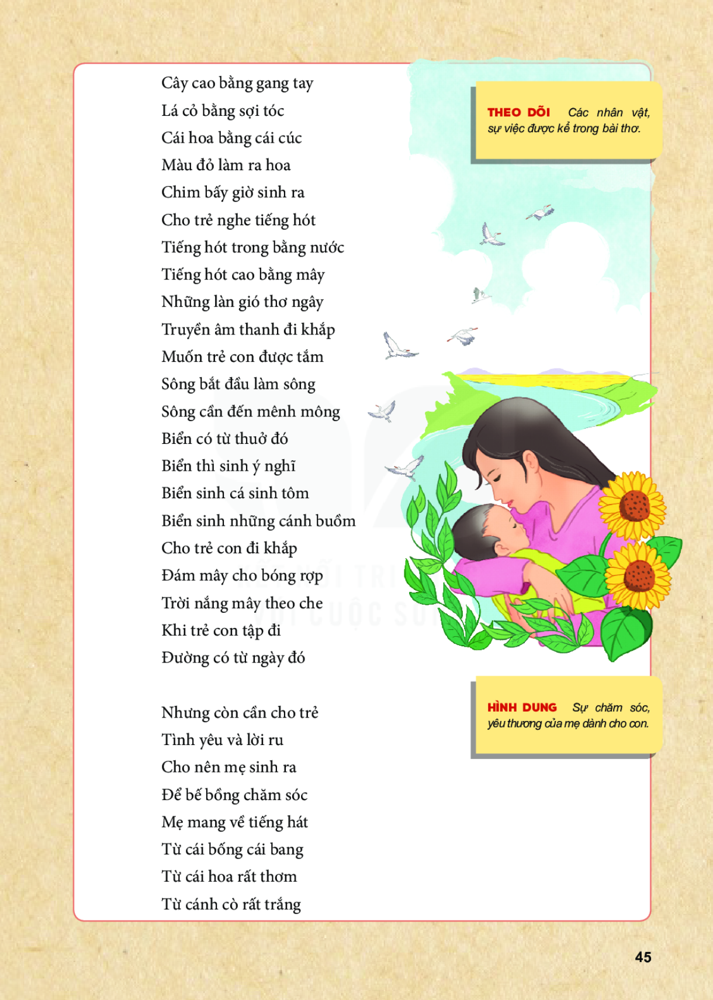 Cây cao bằng gang tay
Lá cỏ bằng sợi tóc
Cái hoa bằng cái cúc
Màu đỏ làm ra hoa
Chim bấy giờ sinh ra
Cho trẻ nghe tiếng hót
Tiếng hót trong bằng nước
Tiếng hót cao bằng mây
Những làn gió thơ ngây
Truyền âm thanh đi khắp
Muốn trẻ con được tắm
Sông bắt đầu làm sông
Sông cần đến mênh mông
Biển có từ thuở đó
Biển thì sinh ý nghĩ
Biển sinh cá sinh tôm
Biển sinh những cánh buồm
Cho trẻ con đi khắp
Đám mây cho bóng rợp
Trời nắng mây theo che
Khi trẻ con tập đi
Đường có từ ngày đó
Nhưng còn cần cho trẻ
Tình yêu và lời ru
Cho nên mẹ sinh ra
Để bế bồng chăm sóc
Mẹ mang về tiếng hát
Từ cái bống cái bang
Từ cái hoa rất thơm
Từ cánh cò rất trắng
THEO DÕI Các nhân vật,
sự việc được kể trong bài thơ.
HÌNH DUNG Sự chăm sóc,
yêu thương của mẹ dành cho con.
45